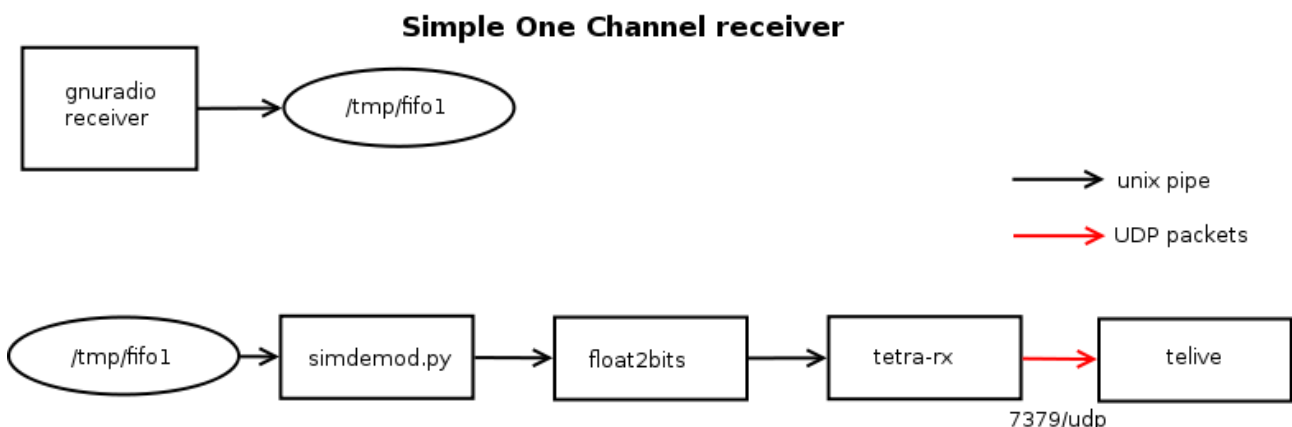 Simple One Channel receiver
gnuradio
receiver
/tmp/fifo1
unix pipe
UDP packets
/tmp/fifo1
simdemod.py
float2bits
tetra-rx
telive
7379/udp